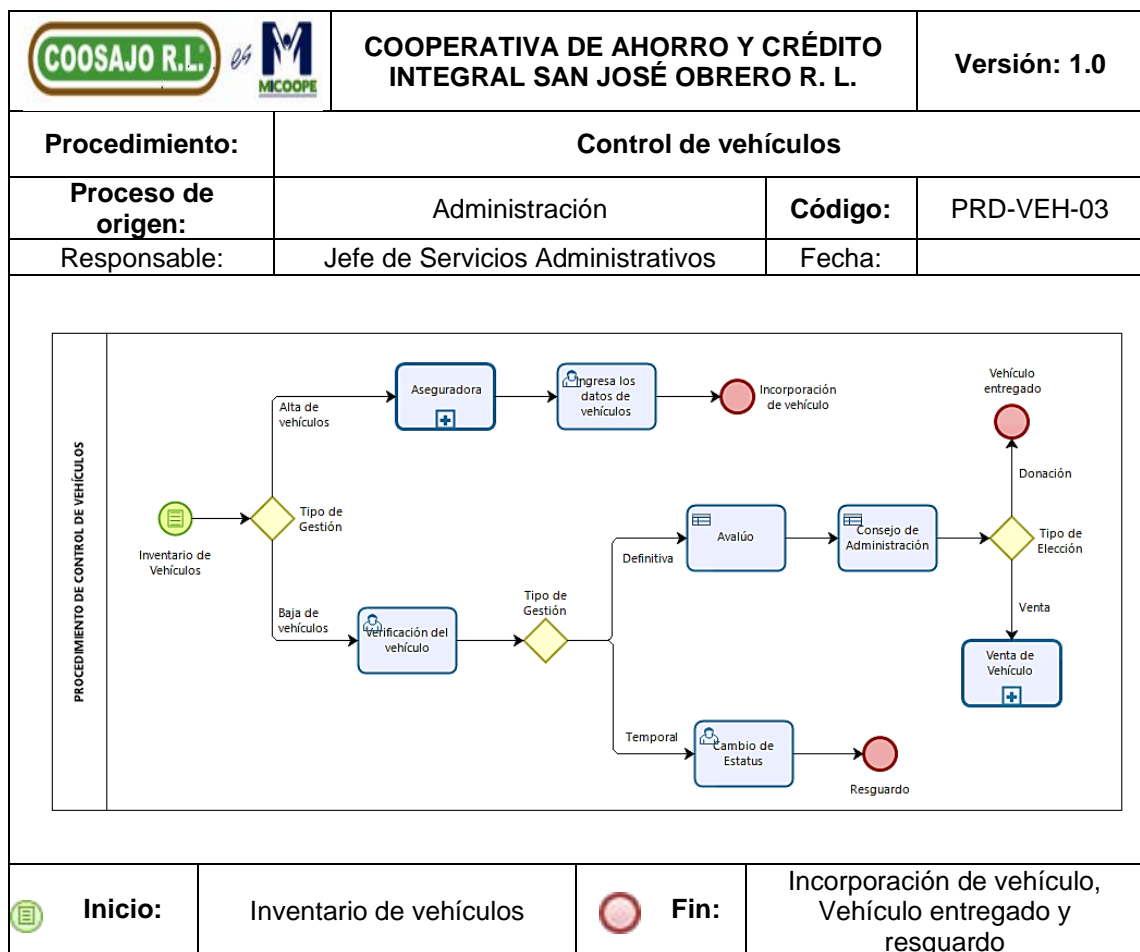 COOSAJO R.L. es MICOOPE
COOPERATIVA DE AHORRO Y CRÉDITO
INTEGRAL SAN JOSÉ OBRERO R. L.
Versión: 1.0
Procedimiento:
Control de vehículos
Proceso de
origen:
Administración
Código:
PRD-VEH-03
Responsable:
Jefe de Servicios Administrativos
Fecha:
PROCEDIMIENTO DE CONTROL DE VEHÍCULOS
Inventario de
Vehículos
Tipo de
Gestión
Alta de
vehículos
Aseguradora
Ingresa los
datos de
vehículos
Incorporación
de vehículo
Baja de
vehículos
Verificación del
vehículo
Tipo de
Gestión
Definitiva
Avalúo
Consejo de
Administración
Tipo de
Elección
Donación
Vehículo
entregado
Venta
Venta de
Vehículo
Temporal
Cambio de
Estatus
Resguardo
Inicio:
Inventario de vehículos
Fin:
Incorporación de vehículo,
Vehículo entregado y
resguardo